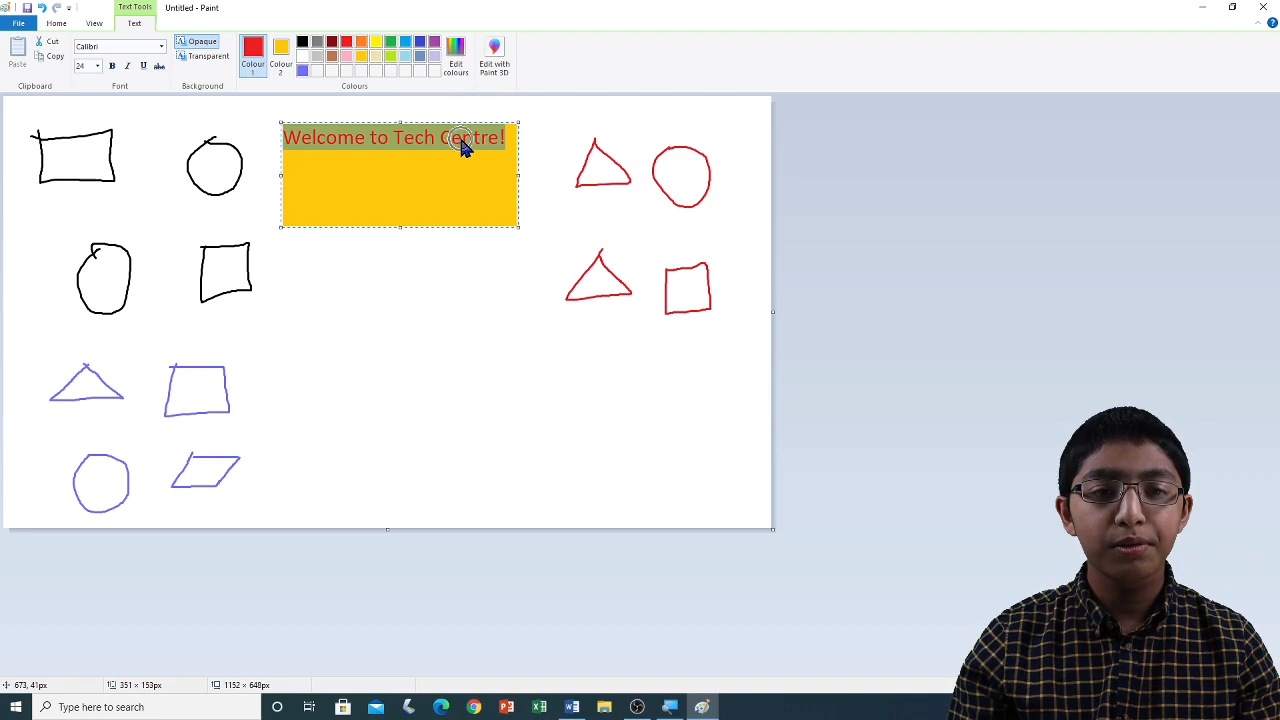 Text Tools
Untitled - Paint
File
Home
View
Text
Paste
Cut
Copy
Clipboard
Calibri
24
B I U abc
Font
Opaque
Transparent
Background
Colour 1
Colour 2
Edit colours
Edit with Paint 3D
Colours
Welcome to Tech Centre!
673, 41px
351 × 153px
1152 × 648px
Type here to search